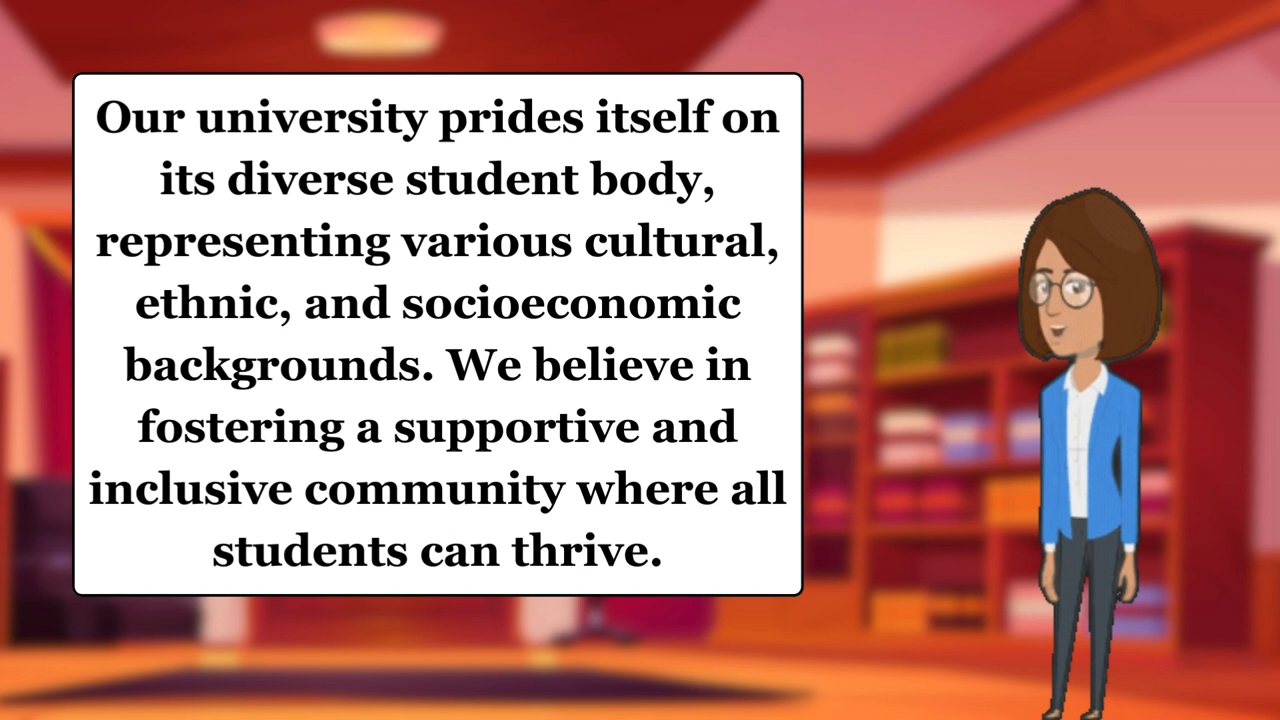 Our university prides itself on
its diverse student body,
representing various cultural,
ethnic, and socioeconomic
backgrounds. We believe in
fostering a supportive and
inclusive community where all
students can thrive.